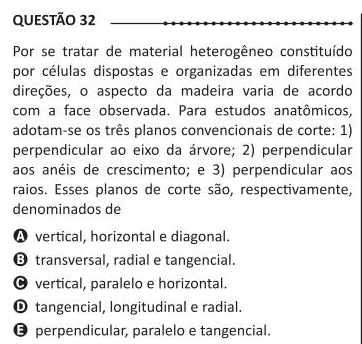 QUESTÃO 32
Por se tratar de material heterogêneo constituído
por células dispostas e organizadas em diferentes
direções, o aspecto da madeira varia de acordo
com a face observada. Para estudos anatômicos,
adotam-se os três planos convencionais de corte: 1)
perpendicular ao eixo da árvore; 2) perpendicular
aos anéis de crescimento; e 3) perpendicular aos
raios. Esses planos de corte são, respectivamente,
denominados de
A vertical, horizontal e diagonal.
B transversal, radial e tangencial.
C vertical, paralelo e horizontal.
D tangencial, longitudinal e radial.
E perpendicular, paralelo e tangencial.